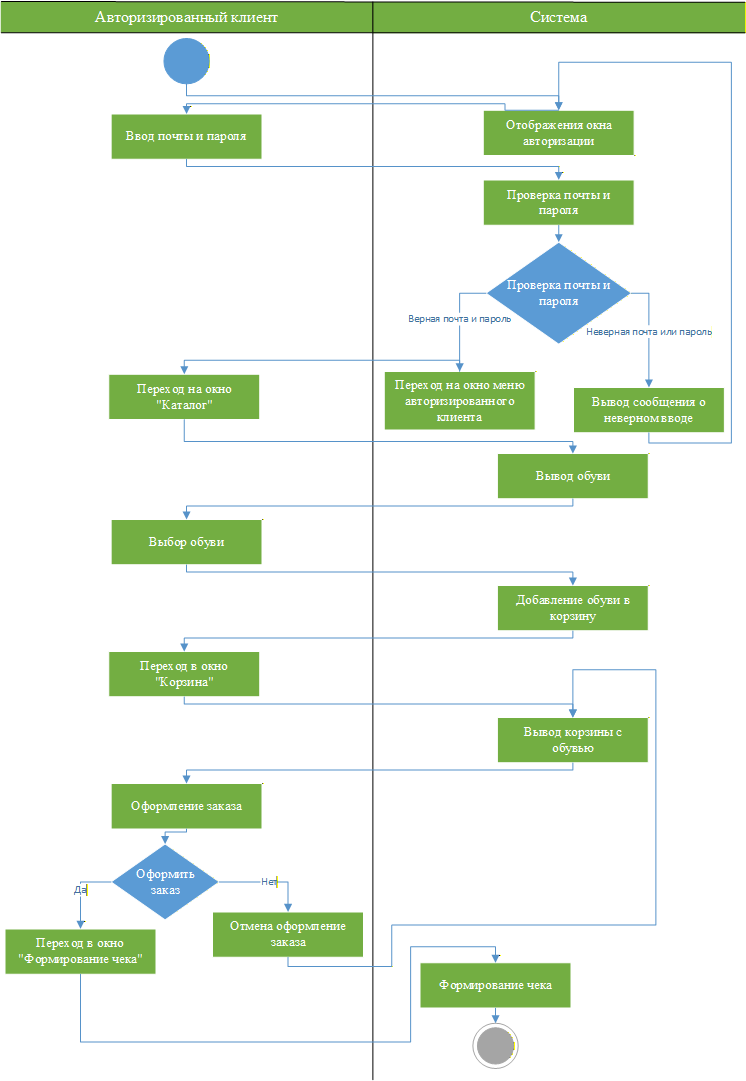 Авторизированный клиент
Система
Отображения окна
авторизации
Ввод почты и пароля
Проверка почты и
пароля
Проверка почты и
пароля
Верная почта и пароль
Неверная почта или пароль
Переход на окно
"Каталог"
Переход на окно меню
авторизированного
клиента
Вывод сообщения о
неверном вводе
Вывод обуви
Выбор обуви
Добавление обуви в
корзину
Переход в окно
"Корзина"
Вывод корзины с
обувью
Оформление заказа
Оформить
заказ
Да
Нет
Отмена оформление
заказа
Переход в окно
"Формирование чека"
Формирование чека